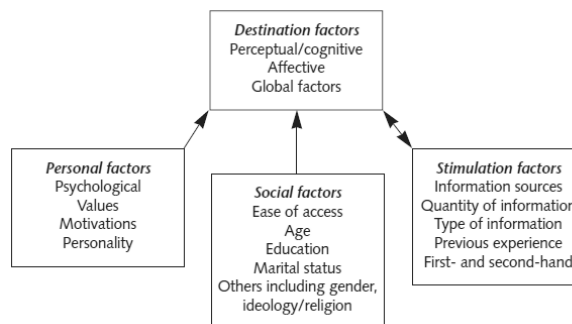 Destination factors
Perceptual/cognitive
Affective
Global factors
Personal factors
Psychological
Values
Motivations
Personality
Social factors
Ease of access
Age
Education
Marital status
Others including gender,
ideology/religion
Stimulation factors
Information sources
Quantity of information
Type of information
Previous experience
First- and second-hand